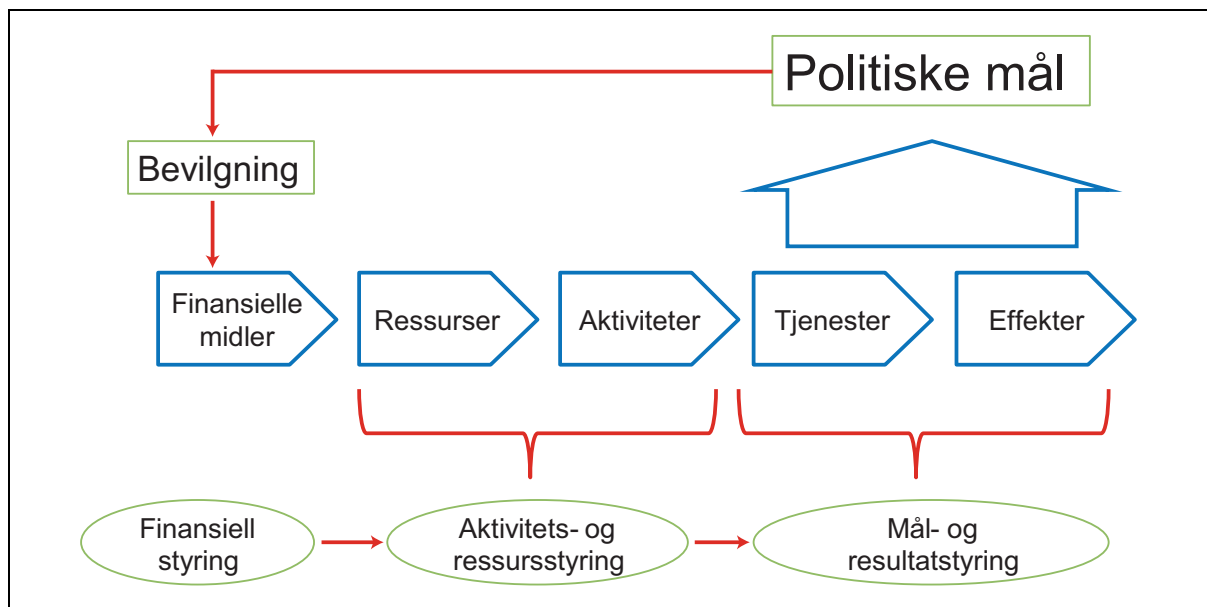 Politiske mål
Bevilgning
Finansielle
midler
Ressurser
Aktiviteter
Tjenester
Effekter
Finansiell
styring
Aktivitets- og
ressursstyring
Mål- og
resultatstyring